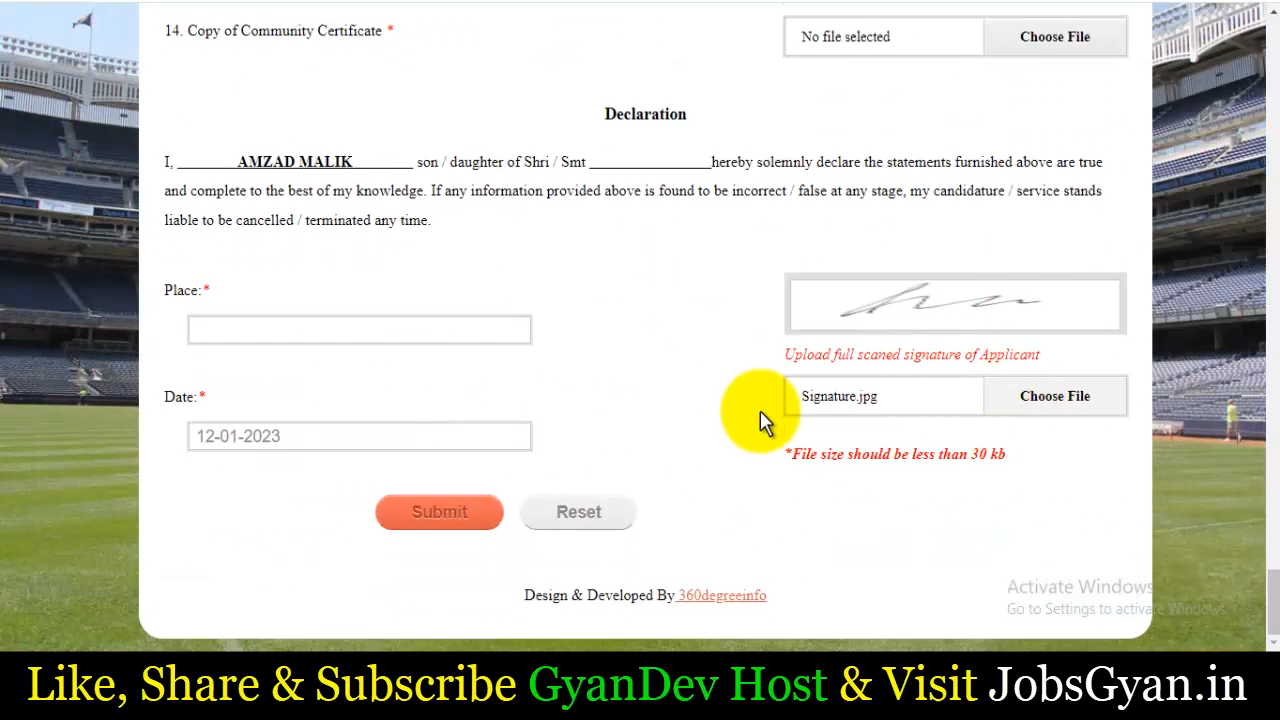 14. Copy of Community Certificate *
No file selected
Choose File
Declaration
I, AMZAD MALIK son / daughter of Shri / Smt ________________hereby solemnly declare the statements furnished above are true
and complete to the best of my knowledge. If any information provided above is found to be incorrect / false at any stage, my candidature / service stands
liable to be cancelled / terminated any time.
Place:*
Upload full scaned signature of Applicant
Date:*
Signature.jpg
Choose File
12-01-2023
*File size should be less than 30 kb
Submit
Reset
Design & Developed By 360degreeinfo
Activate Windows
Go to Settings to activate Windows.
Like, Share & Subscribe GyanDev Host & Visit JobsGyan.in